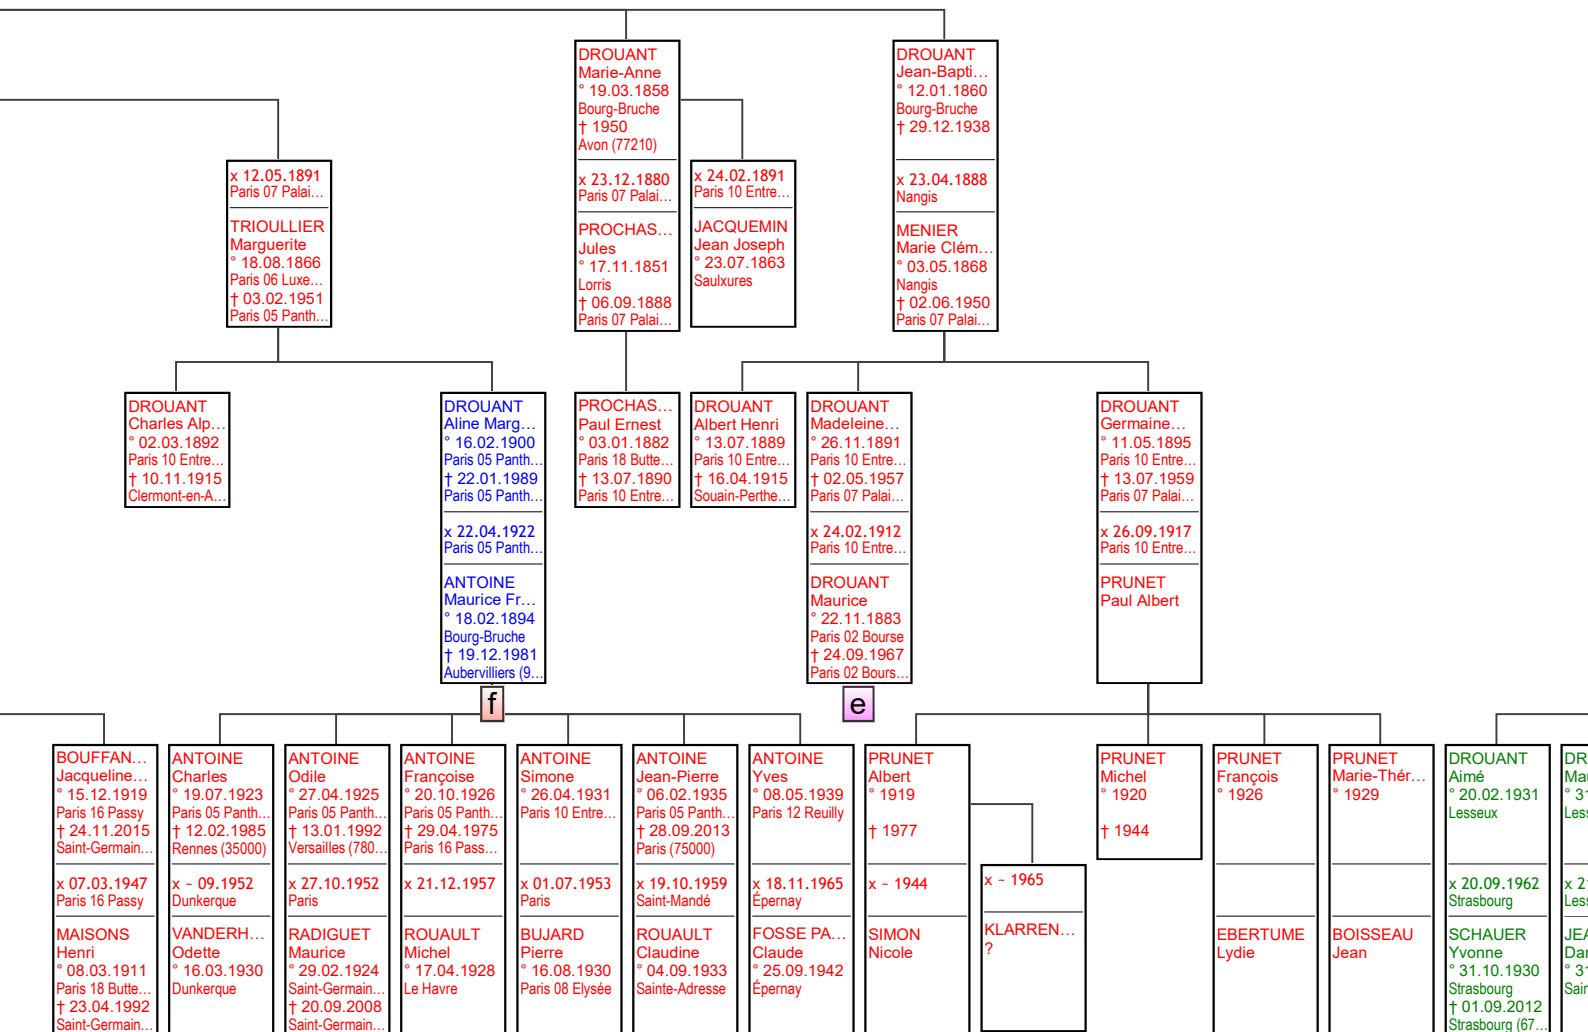 DROUANT
Marie-Anne
° 19.03.1858
Bourg-Bruche
† 1950
Avon (77210)
x 23.12.1880
Paris 07 Palai...
PROCHAS...
Jules
° 17.11.1851
Lorris
† 06.09.1888
Paris 07 Palai...
DROUANT
Jean-Bapti...
° 12.01.1860
Bourg-Bruche
† 29.12.1938
x 23.04.1888
Nangis
MENIER
Marie Clém...
° 03.05.1868
Nangis
† 02.06.1950
Paris 07 Palai...
x 12.05.1891
Paris 07 Palai...
TRIOULLIER
Marguerite
° 18.08.1866
Paris 06 Luxe...
† 03.02.1951
Paris 05 Panth...
x 24.02.1891
Paris 10 Entre...
JACQUEMIN
Jean Joseph
° 23.07.1863
Saulxures
DROUANT
Charles Alp...
° 02.03.1892
Paris 10 Entre...
† 10.11.1915
Clermont-en-A...
DROUANT
Aline Marg...
° 16.02.1900
Paris 05 Panth...
† 22.01.1989
Paris 05 Panth...
x 22.04.1922
Paris 05 Panth...
ANTOINE
Maurice Fr...
° 18.02.1894
Bourg-Bruche
† 19.12.1981
Aubervilliers (9...
f
PROCHAS...
Paul Ernest
° 03.01.1882
Paris 18 Butte...
† 13.07.1890
Paris 10 Entre...
DROUANT
Albert Henri
° 13.07.1889
Paris 10 Entre...
† 16.04.1915
Souain-Perthe...
DROUANT
Madeleine...
° 26.11.1891
Paris 10 Entre...
† 02.05.1957
Paris 07 Palai...
x 24.02.1912
Paris 10 Entre...
DROUANT
Maurice
° 22.11.1883
Paris 02 Bourse
† 24.09.1967
Paris 02 Bours...
e
DROUANT
Germaine...
° 11.05.1895
Paris 10 Entre...
† 13.07.1959
Paris 07 Palai...
x 26.09.1917
Paris 10 Entre...
PRUNET
Paul Albert
BOUFFAN...
Jacqueline...
° 15.12.1919
Paris 16 Passy
† 24.11.2015
Saint-Germain...
x 07.03.1947
Paris 16 Passy
MAISONS
Henri
° 08.03.1911
Paris 18 Butte...
† 23.04.1992
Saint-Germain...
ANTOINE
Charles
° 19.07.1923
Paris 05 Panth...
† 12.02.1985
Rennes (35000)
x ~ 09.1952
Dunkerque
VANDERH...
Odette
° 16.03.1930
Dunkerque
ANTOINE
Odile
° 27.04.1925
Paris 05 Panth...
† 13.01.1992
Versailles (780...
x 27.10.1952
Paris
RADIGUET
Maurice
° 29.02.1924
Saint-Germain...
† 20.09.2008
Saint-Germain...
ANTOINE
Françoise
° 20.10.1926
Paris 05 Panth...
† 29.04.1975
Paris 16 Pass...
x 21.12.1957
ROUAULT
Michel
° 17.04.1928
Le Havre
ANTOINE
Simone
° 26.04.1931
Paris 10 Entre...
x 01.07.1953
Paris
BUJARD
Pierre
° 16.08.1930
Paris 08 Elysée
ANTOINE
Jean-Pierre
° 06.02.1935
Paris 05 Panth...
† 28.09.2013
Paris (75000)
x 19.10.1959
Saint-Mandé
ROUAULT
Claudine
° 04.09.1933
Sainte-Adresse
ANTOINE
Yves
° 08.05.1939
Paris 12 Reuilly
x 18.11.1965
Épernay
FOSSE PA...
Claude
° 25.09.1942
Épernay
PRUNET
Albert
° 1919
† 1977
x ~ 1944
SIMON
Nicole
x ~ 1965
KLARREN...
?
PRUNET
Michel
° 1920
† 1944
PRUNET
François
° 1926
EBERTUME
Lydie
PRUNET
Marie-Thér...
° 1929
BOISSEAU
Jean
DROUANT
Aimé
° 20.02.1931
Lesseux
x 20.09.1962
Strasbourg
SCHAUER
Yvonne
° 31.10.1930
Strasbourg
† 01.09.2012
Strasbourg (67...